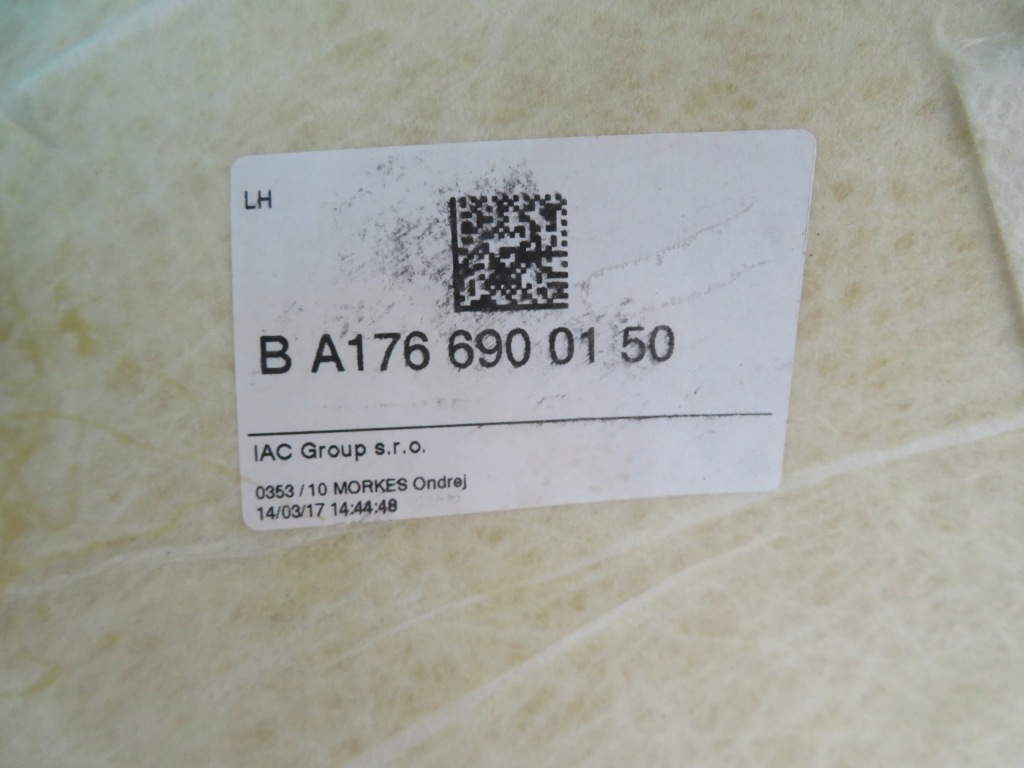 LH
B A176 690 01 50
IAC Group s.r.o.
0353 / 10 MORKES Ondrej
14/03/17 14:44:48